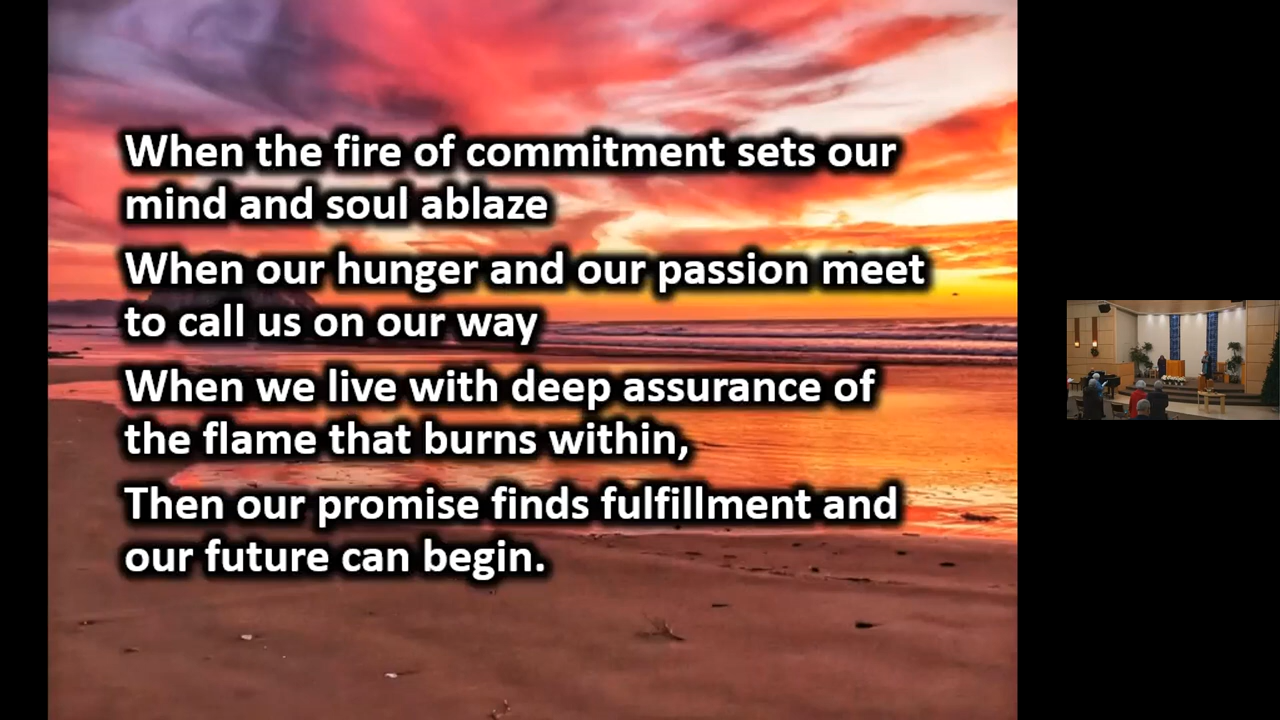 When the fire of commitment sets our
mind and soul ablaze
When our hunger and our passion meet
to call us on our way
When we live with deep assurance of
the flame that burns within,
Then our promise finds fulfillment and
our future can begin.